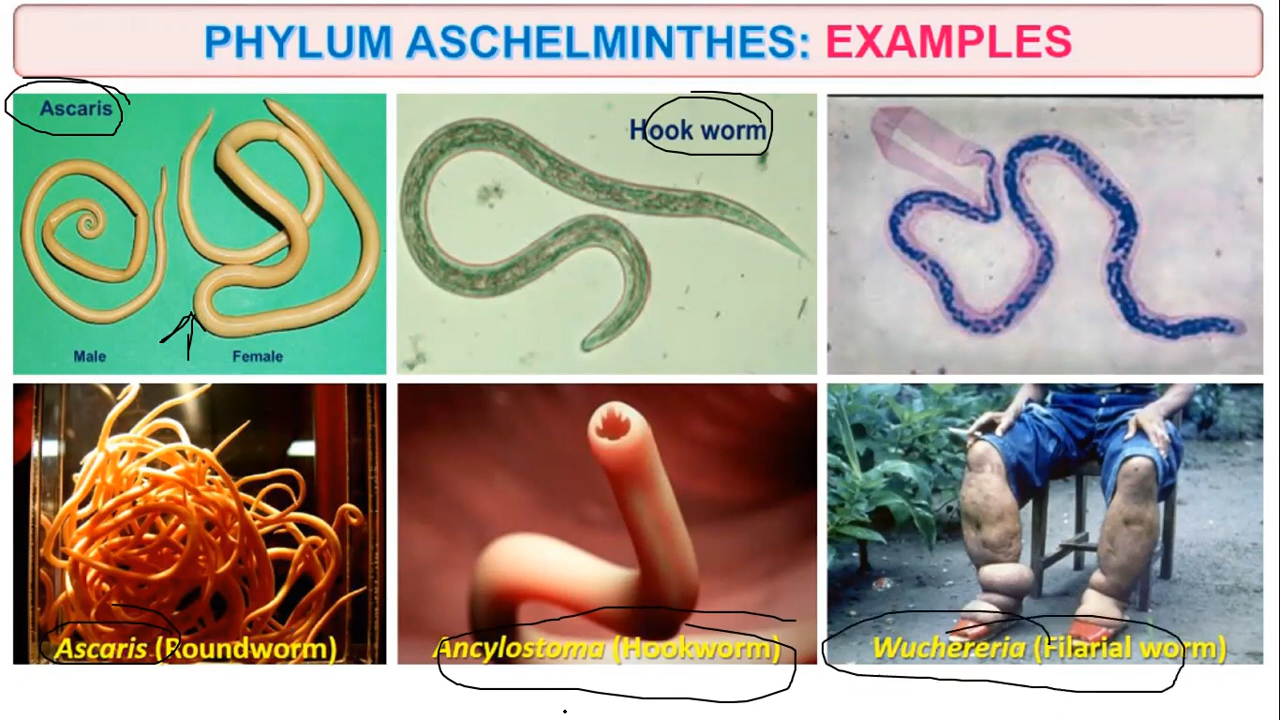 PHYLUM ASCHELMINTHES: EXAMPLES
Ascaris
Hook worm
Male
Female
Ascaris (Roundworm)
Ancylostoma (Hookworm)
Wuchereria (Filarial worm)